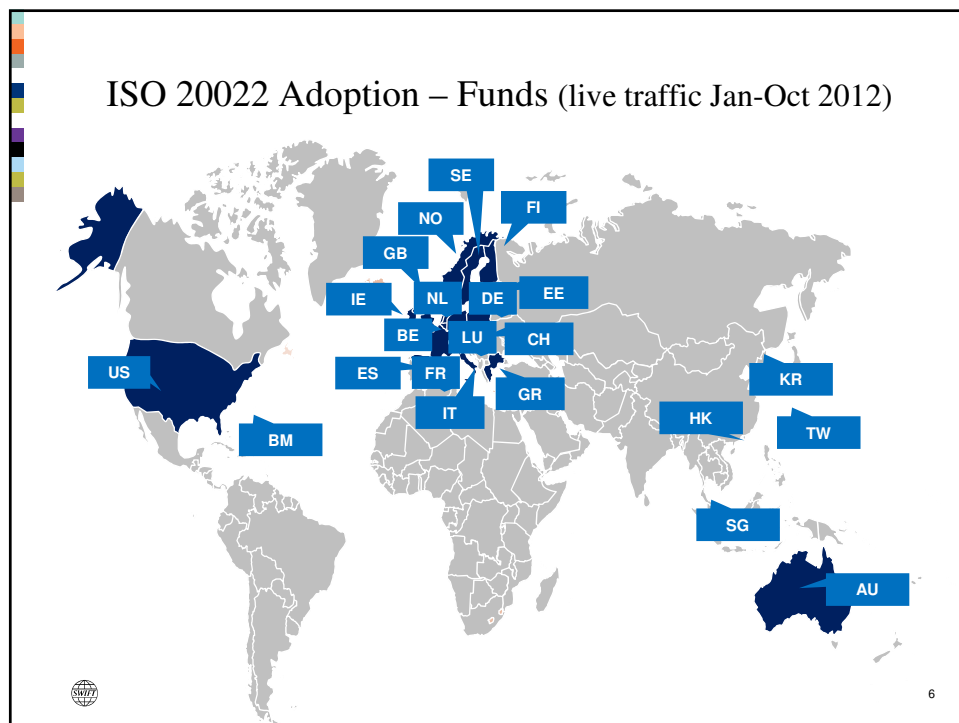 ISO 20022 Adoption – Funds (live traffic Jan-Oct 2012)
SE
NO
FI
GB
IE
NL
DE
EE
BE
LU
CH
US
ES
FR
KR
GR
IT
HK
BM
TW
SG
AU
SWIFT
6